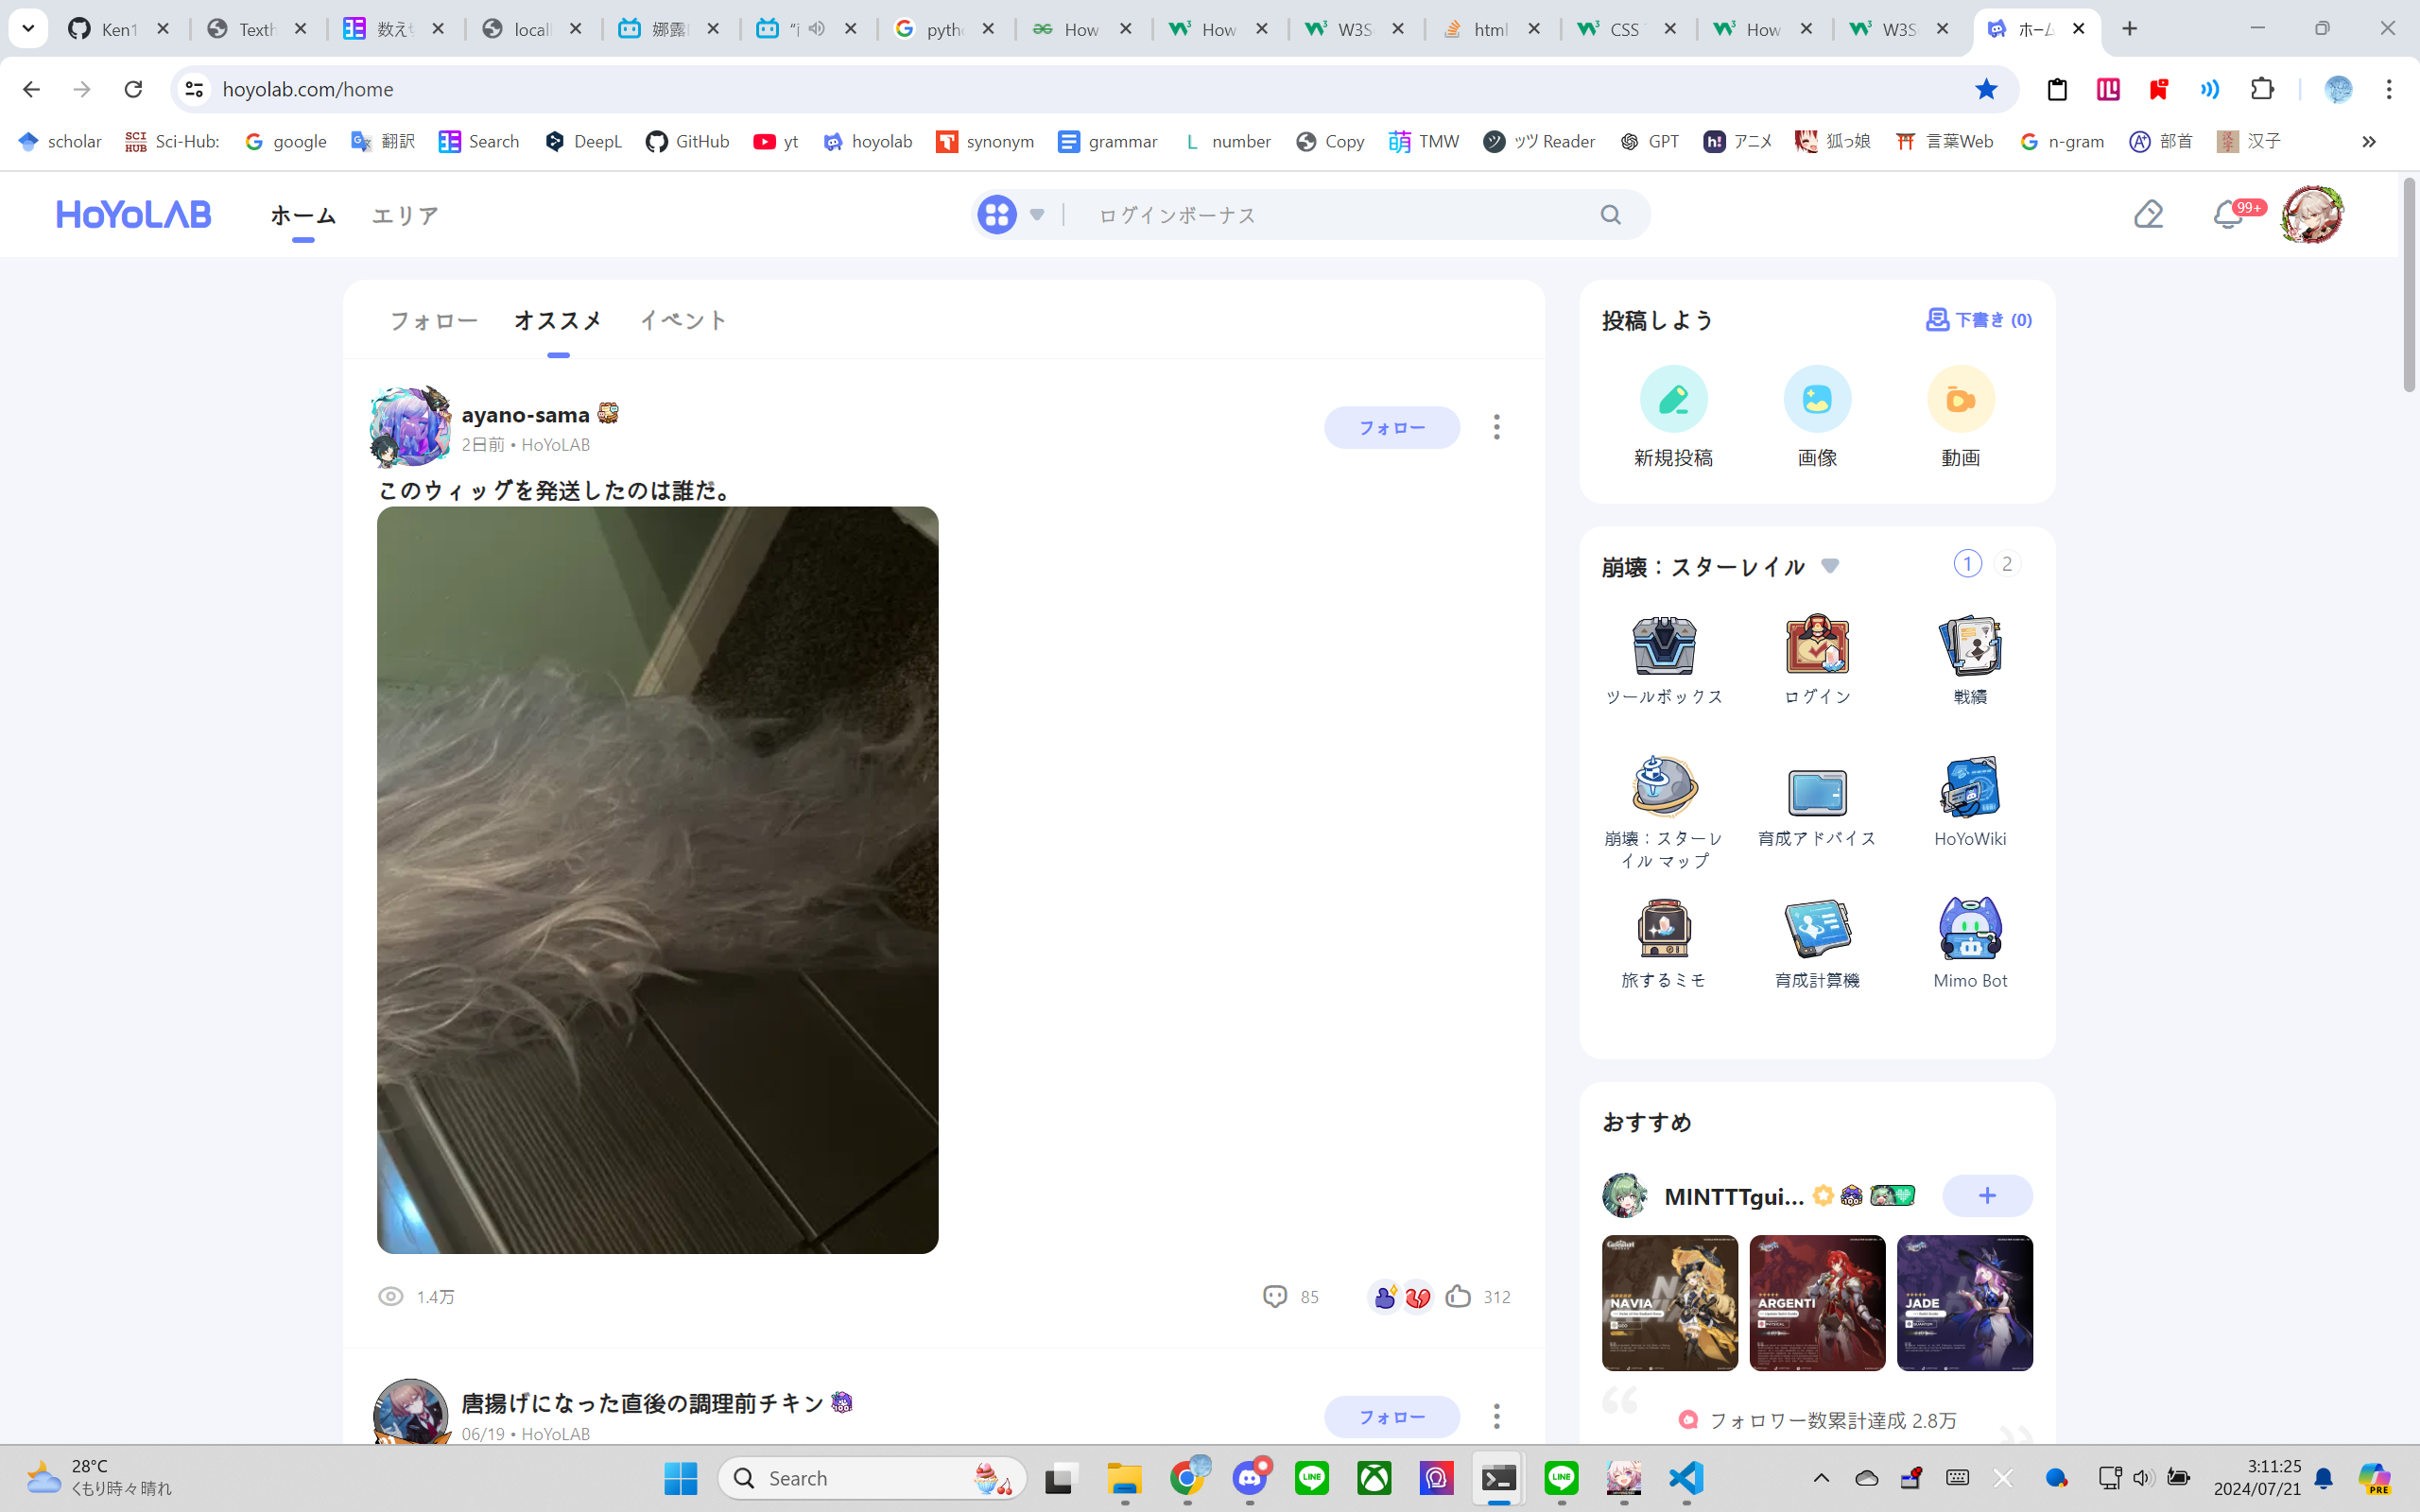 Ken1
Texth
数え
locall
娜露
pytho
How
How
W3S
html
CSS
How
W3S
ホーム
hoyolab.com/home
scholar
SCI HUB Sci-Hub:
google
翻訳
Search
DeepL
GitHub
yt
hoyolab
synonym
grammar
L number
Copy
萌 TMW
ッツ Reader
GPT
h! アニメ
狐っ娘
言葉Web
n-gram
部首
汉子
HoYoLAB
ホーム
エリア
ログインボーナス
99+
フォロー
オススメ
イベント
ayano-sama
2日前 • HoYoLAB
フォロー
このウィッグを発送したのは誰だ。
1.4万
85
312
唐揚げになった直後の調理前チキン
06/19 • HoYoLAB
フォロー
投稿しよう
下書き (0)
新規投稿
画像
動画
崩壊：スターレイル
1
2
ツールボックス
ログイン
戦績
崩壊：スターレ
イル マップ
育成アドバイス
HoYoWiki
旅するミモ
育成計算機
Mimo Bot
おすすめ
MINTTTgui...
NAVIA
ARGENTI
JADE
フォロワー数累計達成 2.8万
28°C
くもり時々晴れ
Search
3:11:25
2024/07/21
PRE